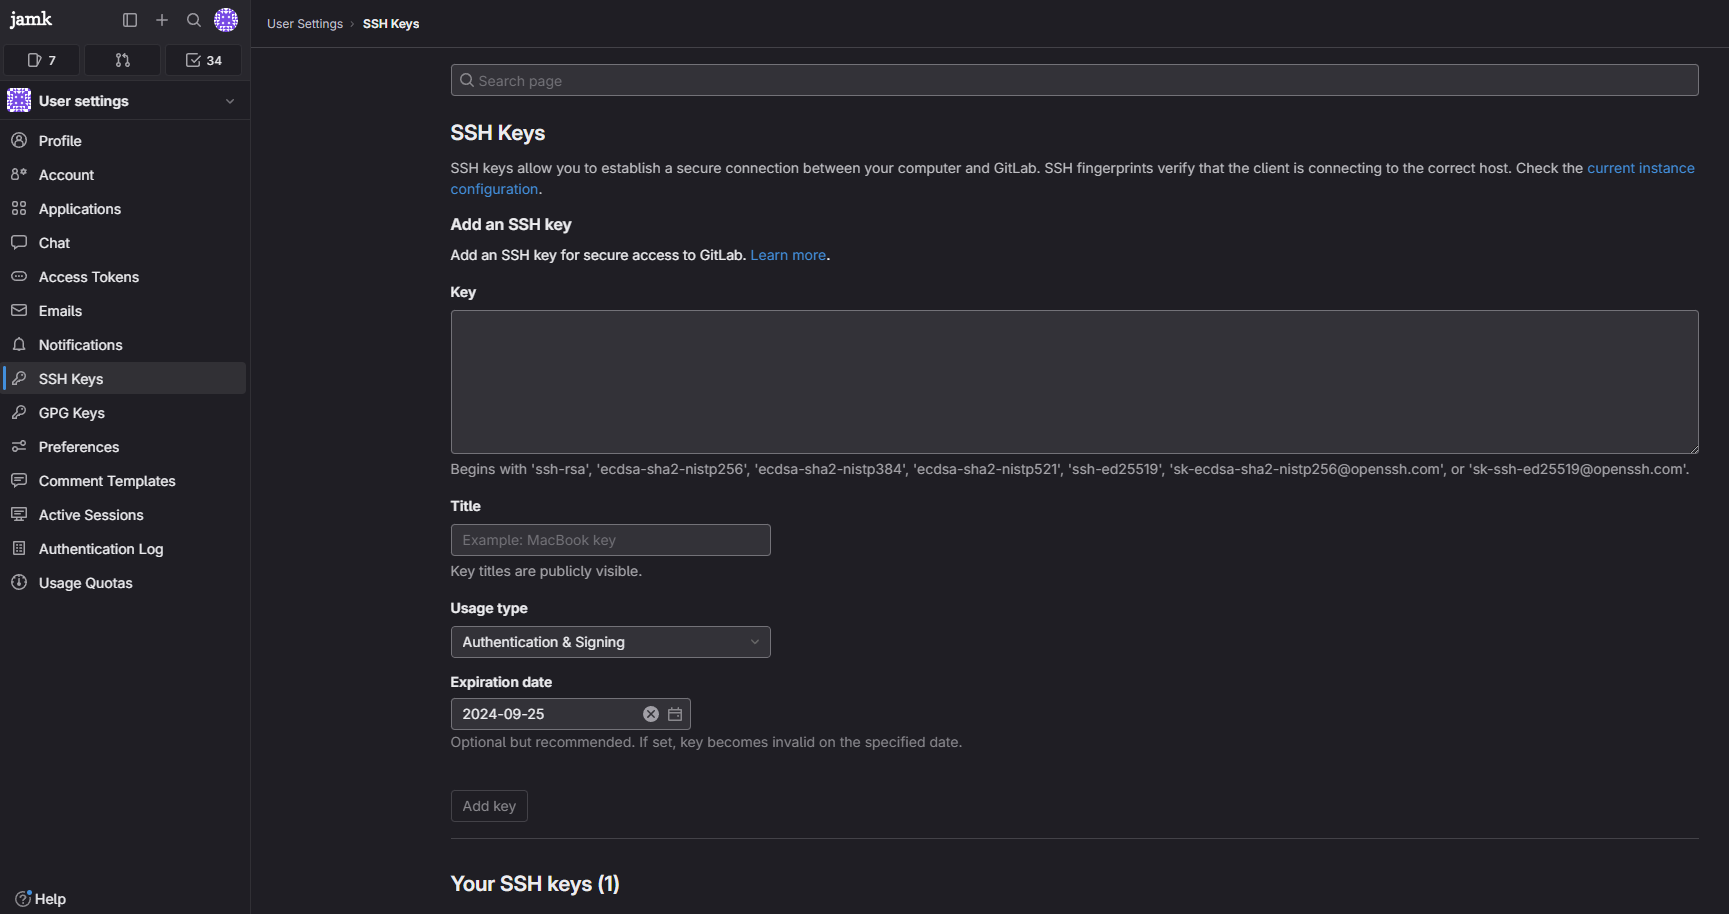 jamk
7
34
User settings
Profile
Account
Applications
Chat
Access Tokens
Emails
Notifications
SSH Keys
GPG Keys
Preferences
Comment Templates
Active Sessions
Authentication Log
Usage Quotas
Help
User Settings › SSH Keys
Search page
SSH Keys
SSH keys allow you to establish a secure connection between your computer and GitLab. SSH fingerprints verify that the client is connecting to the correct host. Check the current instance
configuration.
Add an SSH key
Add an SSH key for secure access to GitLab. Learn more.
Key
Begins with 'ssh-rsa', 'ecdsa-sha2-nistp256', 'ecdsa-sha2-nistp384', 'ecdsa-sha2-nistp521', 'ssh-ed25519', 'sk-ecdsa-sha2-nistp256@openssh.com', or 'sk-ssh-ed25519@openssh.com'.
Title
Example: MacBook key
Key titles are publicly visible.
Usage type
Authentication & Signing
Expiration date
2024-09-25
Optional but recommended. If set, key becomes invalid on the specified date.
Add key
Your SSH keys (1)